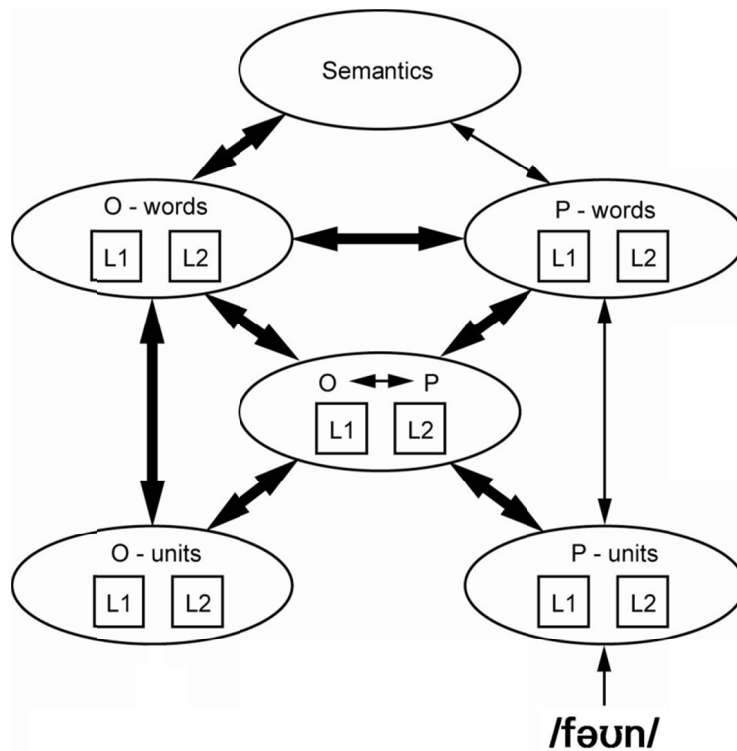 Semantics
O - words
L1 L2
P - words
L1 L2
O P
L1 L2
O - units
L1 L2
P - units
L1 L2
/fəʊn/